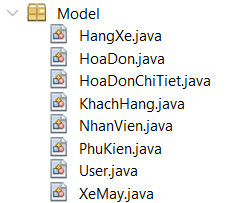 Model
HangXe.java
HoaDon.java
HoaDonChiTiet.java
KhachHang.java
NhanVien.java
PhuKien.java
User.java
XeMay.java